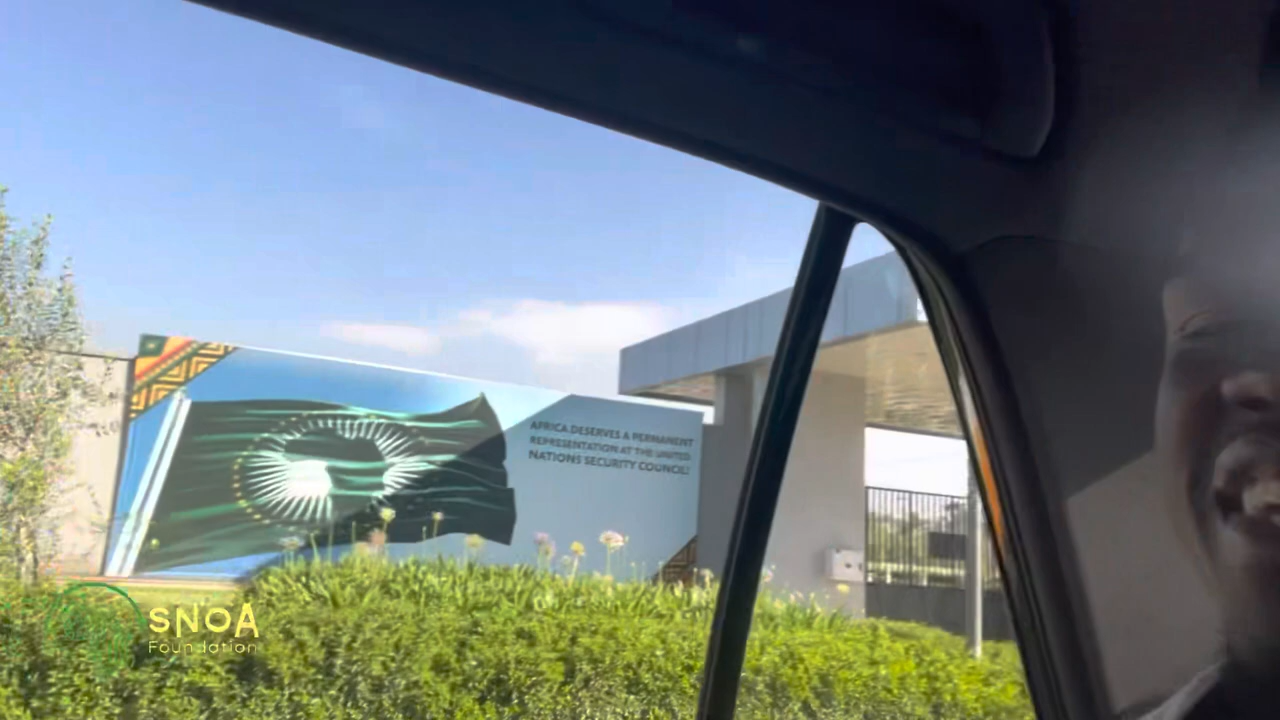 AFRICA DESERVES A PERMANENT
REPRESENTATION AT THE UNITED
NATIONS SECURITY COUNCIL!
SNOA
Foundation